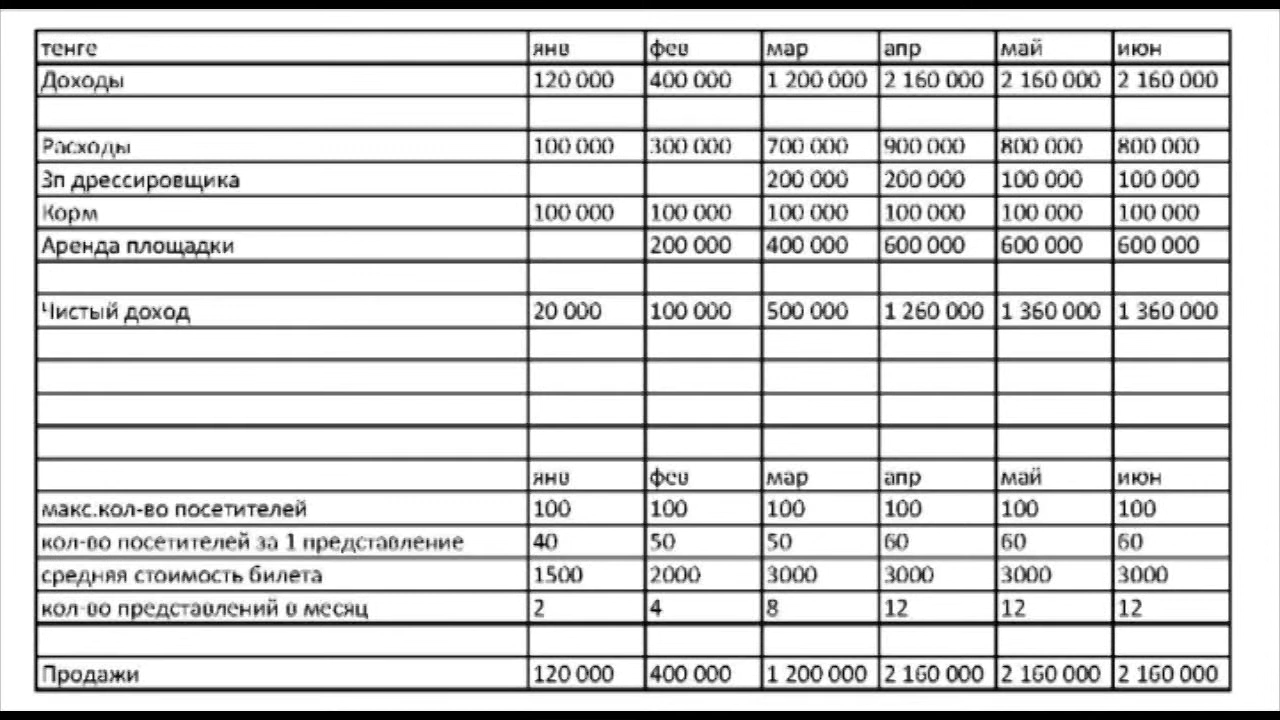 тенге янв фев мар апр май июн
Доходы 120 000 400 000 1 200 000 2 160 000 2 160 000 2 160 000
Расходы 100 000 300 000 700 000 900 000 800 000 800 000
Зп дрессировщика 200 000 200 000 100 000 100 000
Корм 100 000 100 000 100 000 100 000 100 000 100 000
Аренда площадки 200 000 400 000 600 000 600 000 600 000
Чистый доход 20 000 100 000 500 000 1 260 000 1 360 000 1 360 000
янв фев мар апр май июн
макс.кол-во посетителей 100 100 100 100 100 100
кол-во посетителей за 1 представление 40 50 50 60 60 60
средняя стоимость билета 1500 2000 3000 3000 3000 3000
кол-во представлений в месяц 2 4 8 12 12 12
Продажи 120 000 400 000 1 200 000 2 160 000 2 160 000 2 160 000